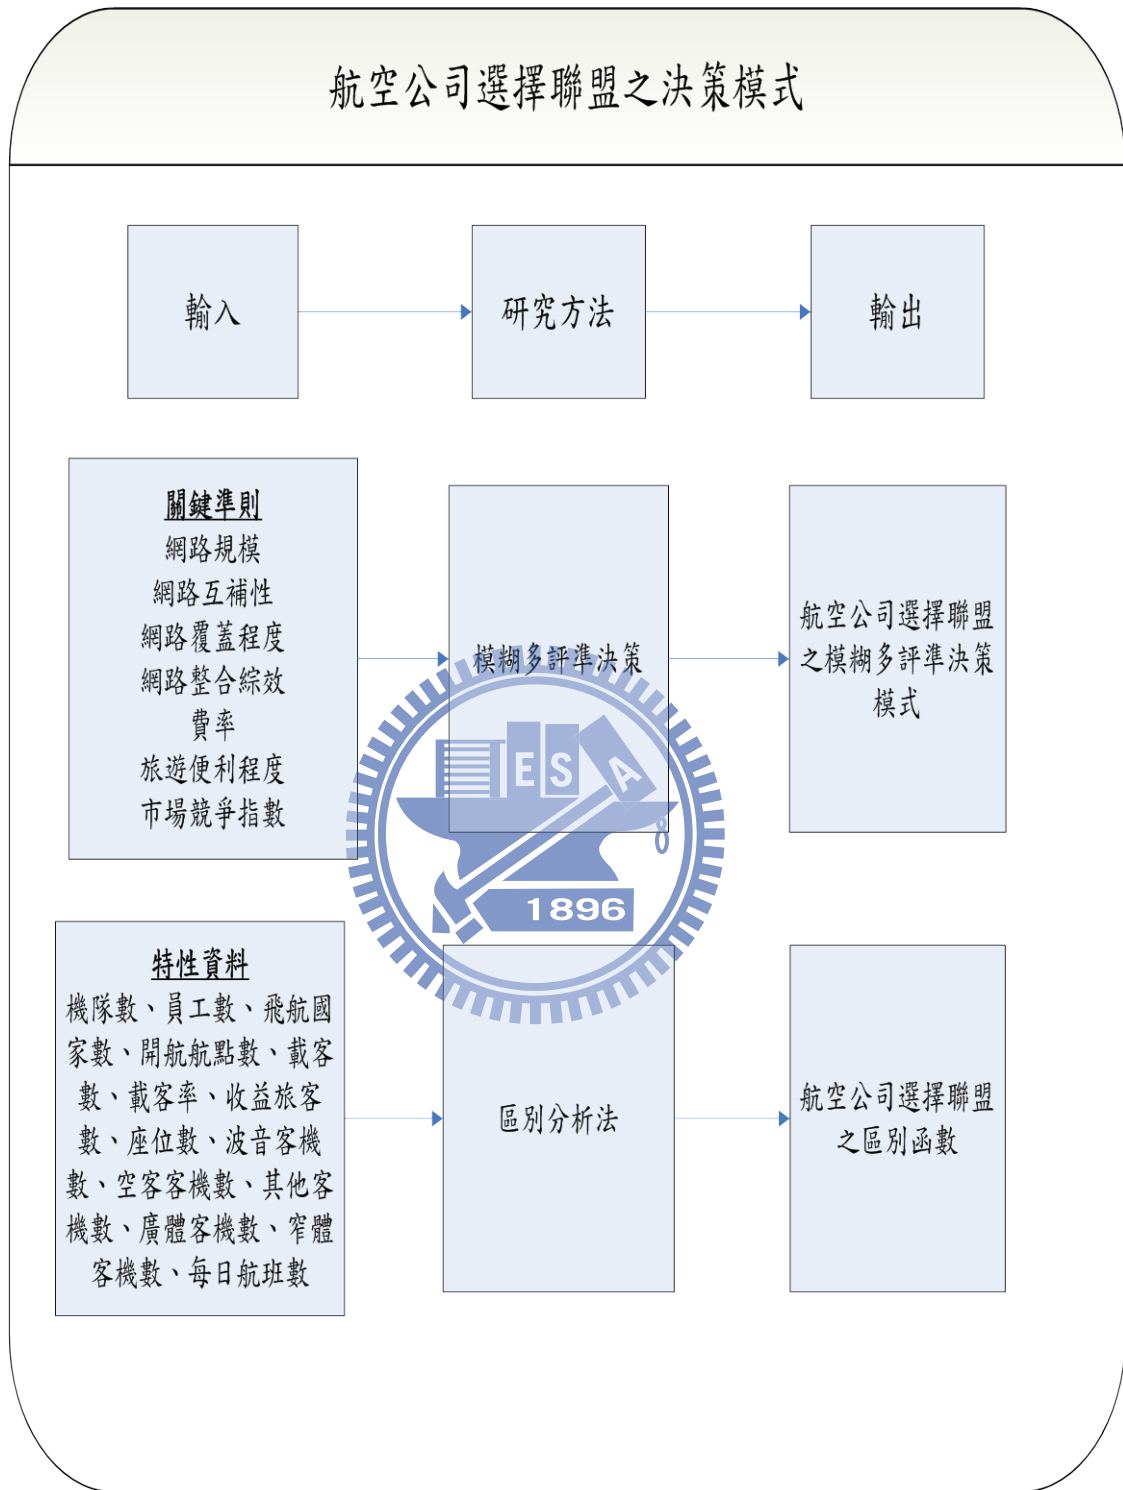 航空公司選擇聯盟之決策模式
輸入
研究方法
輸出
關鍵準則
網路規模
網路互補性
網路覆蓋程度
網路整合綜效
費率
旅遊便利程度
市場競爭指數
模糊多評準決策
航空公司選擇聯盟
之模糊多評準決策
模式
E S A
1896
特性資料
機隊數、員工數、飛航國
家數、開航航點數、載客
數、載客率、收益旅客
數、座位數、波音客機
數、空客客機數、其他客
機數、廣體客機數、窄體
客機數、每日航班數
區別分析法
航空公司選擇聯盟
之區別函數